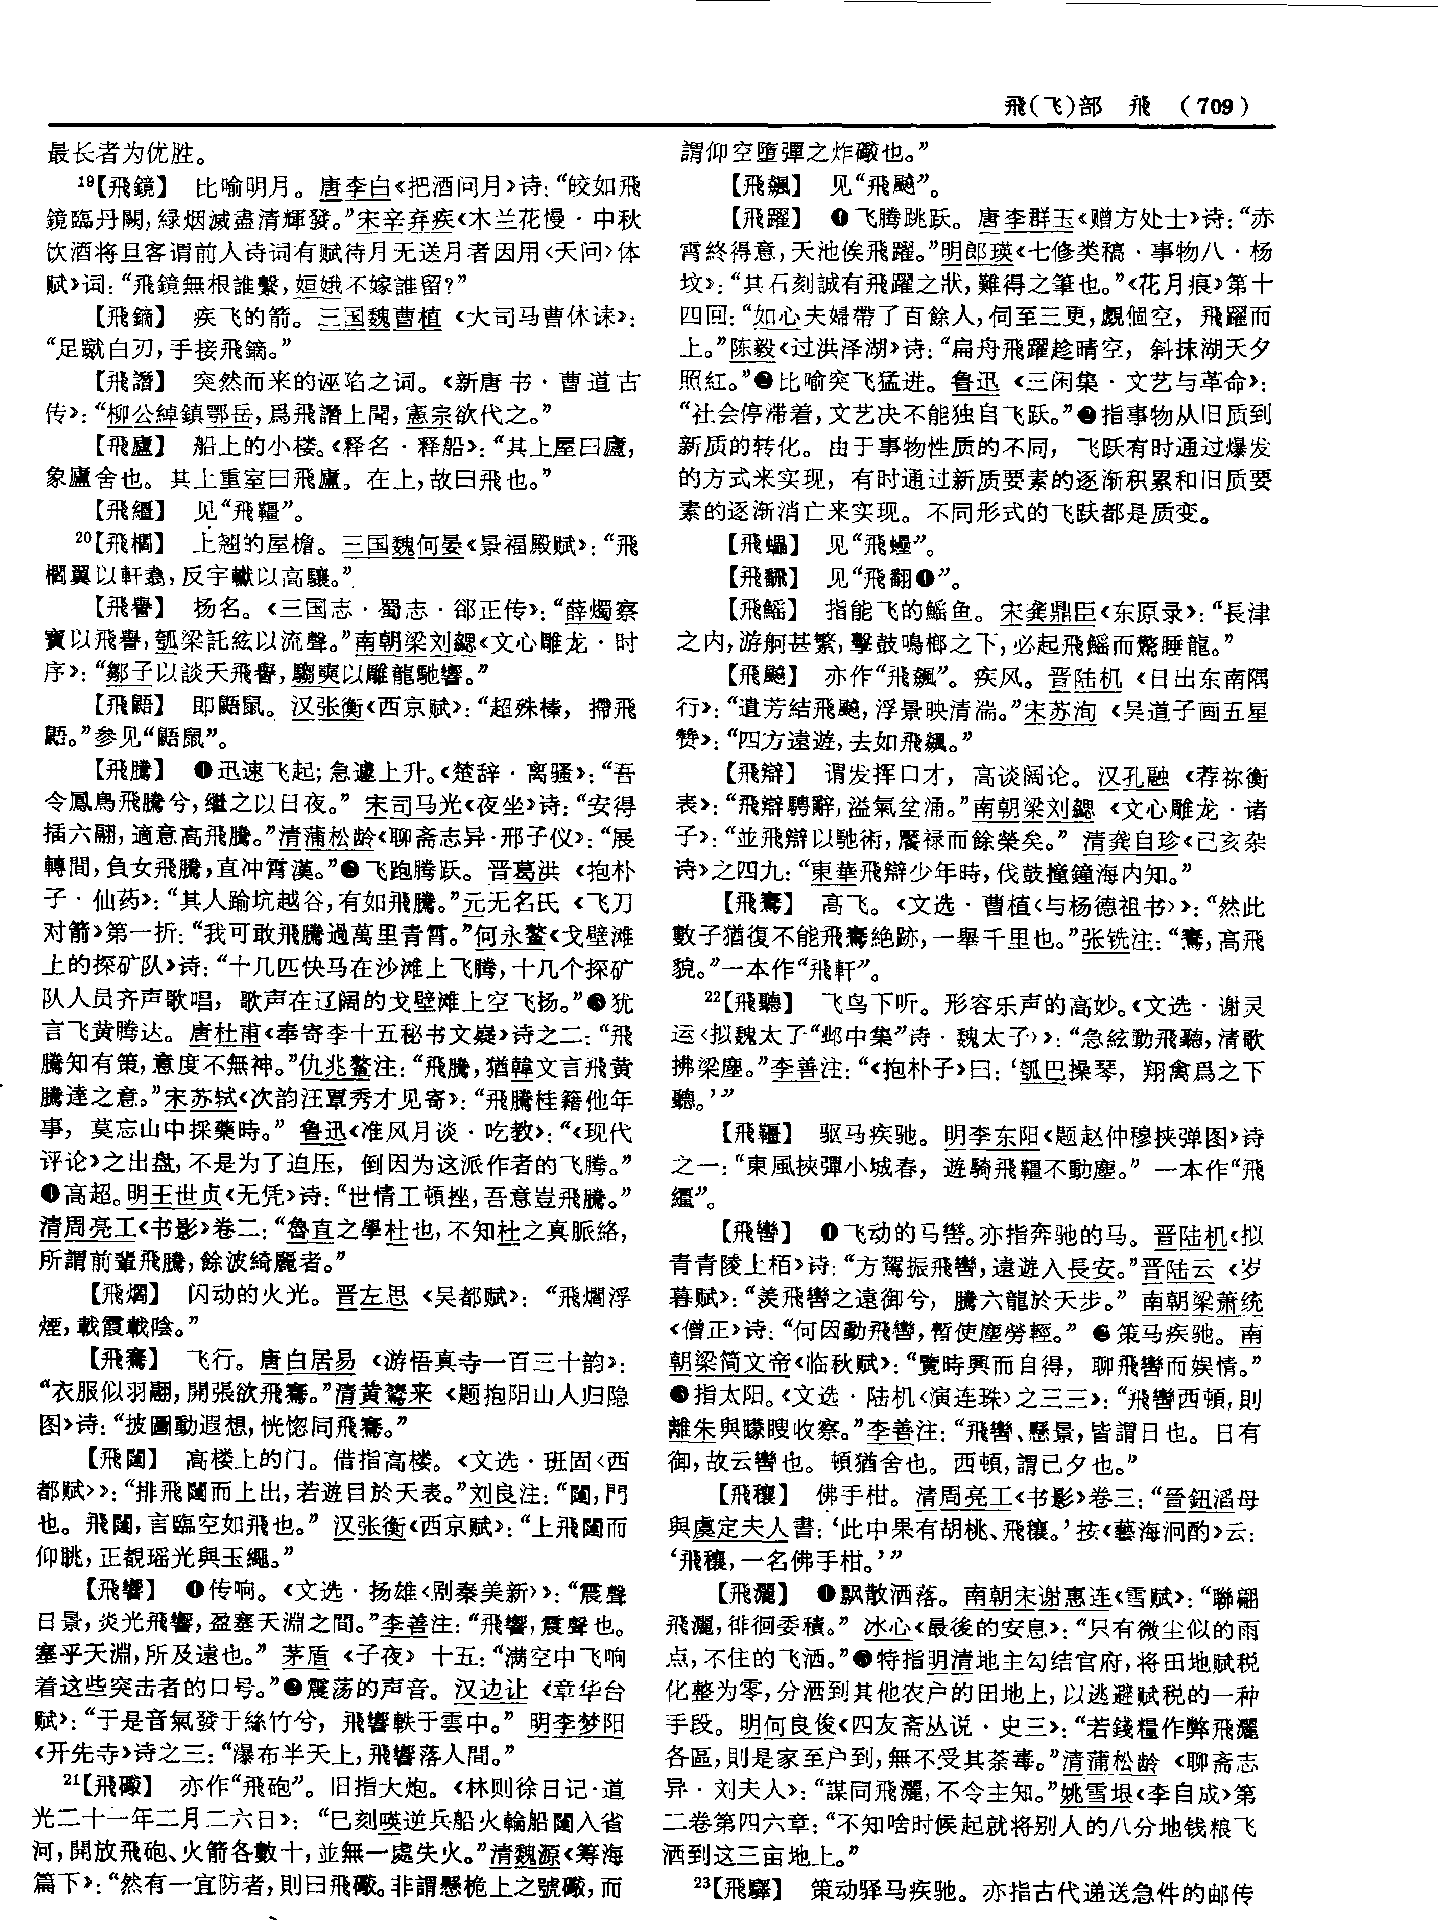 飛(飞)部　飛　(709)
最长者为优胜。
19【飛鏡】　比喻明月。唐李白《把酒问月》诗：“皎如飛
鏡臨丹闕，緑烟滅盡清輝發。”宋辛弃疾《木兰花慢·中秋
饮酒将旦客谓前人诗词有赋待月无送月者因用〈天问〉体
赋》词：“飛鏡無根誰繫，姮娥不嫁誰留？”
【飛鏑】　疾飞的箭。三国魏曹植《大司马曹休诔》：
“足蹴白刃，手接飛鏑。”
【飛譖】　突然而来的诬陷之词。《新唐书·曹道古
传》：“柳公綽鎮鄂岳，爲飛譖上聞，憲宗欲代之。”
【飛廬】　船上的小楼。《释名·释船》：“其上屋曰廬，
象廬舍也。其上重室曰飛廬。在上，故曰飛也。”
【飛繮】　见“飛韁”。
20【飛櫩】　上翘的屋檐。三国魏何晏《景福殿赋》：“飛
櫩翼以軒翥，反宇𨏉以高驤。”
【飛譽】　扬名。《三国志·蜀志·郤正传》：“薛燭察
寶以飛譽，瓠梁託絃以流聲。”南朝梁刘勰《文心雕龙·时
序》：“鄒子以談天飛譽，騶奭以雕龍馳響。”
【飛鼯】　即鼯鼠。汉张衡《西京赋》：“超殊榛，摕飛
鼯。”参见“鼯鼠”。
【飛騰】　❶迅速飞起；急遽上升。《楚辞·离骚》：“吾
令鳳鳥飛騰兮，繼之以日夜。”宋司马光《夜坐》诗：“安得
插六翮，適意高飛騰。”清蒲松龄《聊斋志异·邢子仪》：“展
轉間，負女飛騰，直冲霄漢。”❷飞跑腾跃。晋葛洪《抱朴
子·仙药》：“其人踰坑越谷，有如飛騰。”元无名氏《飞刀
对箭》第一折：“我可敢飛騰過萬里青霄。”何永鳌《戈壁滩
上的探矿队》诗：“十几匹快马在沙滩上飞腾，十几个探矿
队人员齐声歌唱，歌声在辽阔的戈壁滩上空飞扬。”❸犹
言飞黄腾达。唐杜甫《奉寄李十五秘书文嶷》诗之二：“飛
騰知有策，意度不無神。”仇兆鳌注：“飛騰，猶韓文言飛黄
騰達之意。”宋苏轼《次韵汪覃秀才见寄》：“飛騰桂籍他年
事，莫忘山中採藥時。”鲁迅《准风月谈·吃教》：“《现代
评论》之出盘，不是为了迫压，倒因为这派作者的飞腾。”
❹高超。明王世贞《无凭》诗：“世情工頓挫，吾意豈飛騰。”
清周亮工《书影》卷二：“魯直之學杜也，不知杜之真脈絡，
所謂前輩飛騰，餘波綺麗者。”
【飛爓】　闪动的火光。晋左思《吴都赋》：“飛爓浮
煙，載霞載陰。”
【飛騫】　飞行。唐白居易《游悟真寺一百三十韵》：
“衣服似羽翮，開張欲飛騫。”清黄鷟来《题抱阳山人归隐
图》诗：“披圖動遐想，恍惚同飛騫。”
【飛闥】　高楼上的门。借指高楼。《文选·班固〈西
都赋〉》：“排飛闥而上出，若遊目於天表。”刘良注：“闥，門
也。飛闥，言臨空如飛也。”汉张衡《西京赋》：“上飛闥而
仰眺，正覩瑶光與玉繩。”
【飛響】　❶传响。《文选·扬雄〈剧秦美新〉》：“震聲
日景，炎光飛響，盈塞天淵之間。”李善注：“飛響，震聲也。
塞乎天淵，所及遠也。”茅盾《子夜》十五：“满空中飞响
着这些突击者的口号。”❷震荡的声音。汉边让《章华台
赋》：“于是音氣發于絲竹兮，飛響軼于雲中。”明李梦阳
《开先寺》诗之三：“瀑布半天上，飛響落人間。”
21【飛礮】　亦作“飛砲”。旧指大炮。《林则徐日记·道
光二十一年二月二六日》：“巳刻𠸄逆兵船火輪船闖入省
河，開放飛砲、火箭各數十，並無一處失火。”清魏源《筹海
篇下》：“然有一宜防者，則曰飛礮。非謂懸桅上之號礮，而
謂仰空墮彈之炸礮也。”
【飛飆】　见“飛飈”。
【飛躍】　❶飞腾跳跃。唐李群玉《赠方处士》诗：“赤
霄終得意，天池俟飛躍。”明郎瑛《七修类稿·事物八·杨
坟》：“其石刻誠有飛躍之狀，難得之筆也。”《花月痕》第十
四回：“如心夫婦帶了百餘人，伺至三更，覷個空，飛躍而
上。”陈毅《过洪泽湖》诗：“扁舟飛躍趁晴空，斜抹湖天夕
照紅。”❷比喻突飞猛进。鲁迅《三闲集·文艺与革命》：
“社会停滞着，文艺决不能独自飞跃。”❸指事物从旧质到
新质的转化。由于事物性质的不同，飞跃有时通过爆发
的方式来实现，有时通过新质要素的逐渐积累和旧质要
素的逐渐消亡来实现。不同形式的飞跃都是质变。
【飛𧓍】　见“飛蠝”。
【飛飜】　见“飛翻❶”。
【飛鰩】　指能飞的鰩鱼。宋龚鼎臣《东原录》：“長津
之内，游舸甚繁，擊鼓鳴榔之下，必起飛鰩而驚睡龍。”
【飛飈】　亦作“飛飆”。疾风。晋陆机《日出东南隅
行》：“遺芳結飛飈，浮景映清湍。”宋苏洵《吴道子画五星
赞》：“四方遠遊，去如飛飆。”
【飛辯】　谓发挥口才，高谈阔论。汉孔融《荐祢衡
表》：“飛辯騁辭，溢氣坌涌。”南朝梁刘勰《文心雕龙·诸
子》：“並飛辯以馳術，饜禄而餘榮矣。”清龚自珍《己亥杂
诗》之四九：“東華飛辯少年時，伐鼓撞鐘海内知。”
【飛鶱】　高飞。《文选·曹植〈与杨德祖书〉》：“然此
數子猶復不能飛鶱絶跡，一舉千里也。”张铣注：“鶱，高飛
貌。”一本作“飛軒”。
22【飛聽】　飞鸟下听。形容乐声的高妙。《文选·谢灵
运〈拟魏太子“邺中集”诗·魏太子〉》：“急絃動飛聽，清歌
拂梁塵。”李善注：“《抱朴子》曰：‘瓠巴操琴，翔禽爲之下
聽。’”
【飛韁】　驱马疾驰。明李东阳《题赵仲穆挟弹图》诗
之一：“東風挾彈小城春，遊騎飛韁不動塵。”一本作“飛
繮”。
【飛轡】　❶飞动的马辔。亦指奔驰的马。晋陆机《拟
青青陵上栢》诗：“方駕振飛轡，遠遊入長安。”晋陆云《岁
暮赋》：“羨飛轡之遠御兮，騰六龍於天步。”南朝梁萧统
《僧正》诗：“何因動飛轡，暫使塵勞輕。”❷策马疾驰。南
朝梁简文帝《临秋赋》：“覽時興而自得，聊飛轡而娱情。”
❸指太阳。《文选·陆机〈演连珠〉之三三》：“飛轡西頓，則
離朱與矇瞍收察。”李善注：“飛轡、懸景，皆謂日也。日有
御，故云轡也。頓猶舍也。西頓，謂已夕也。”
【飛穰】　佛手柑。清周亮工《书影》卷三：“晉鈕滔母
與虞定夫人書：‘此中果有胡桃、飛穰。’按《藝海泂酌》云：
‘飛穰，一名佛手柑。’”
【飛灑】　❶飘散洒落。南朝宋谢惠连《雪赋》：“聯翩
飛灑，徘徊委積。”冰心《最後的安息》：“只有微尘似的雨
点，不住的飞洒。”❷特指明清地主勾结官府，将田地赋税
化整为零，分洒到其他农户的田地上，以逃避赋税的一种
手段。明何良俊《四友斋丛说·史三》：“若錢糧作弊飛灑
各區，則是家至户到，無不受其荼毒。”清蒲松龄《聊斋志
异·刘夫人》：“謀同飛灑，不令主知。”姚雪垠《李自成》第
二卷第四六章：“不知啥时候起就将别人的八分地钱粮飞
洒到这三亩地上。”
23【飛驛】　策动驿马疾驰。亦指古代递送急件的邮传